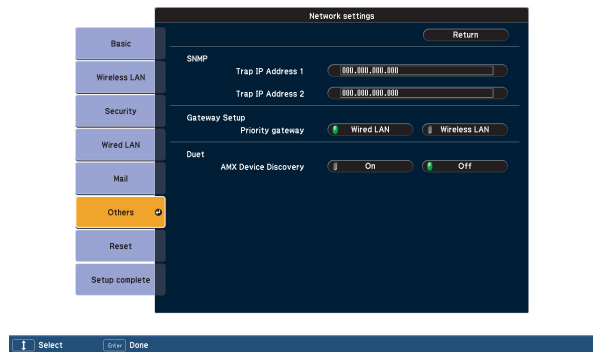 Network settings
Return
Basic
Wireless LAN
Security
Wired LAN
Mail
Others
Reset
Setup complete
SNMP
Trap IP Address 1 000.000.000.000
Trap IP Address 2 000.000.000.000
Gateway Setup
Priority gateway Wired LAN Wireless LAN
Duet
AMX Device Discovery On Off
Select Enter Done